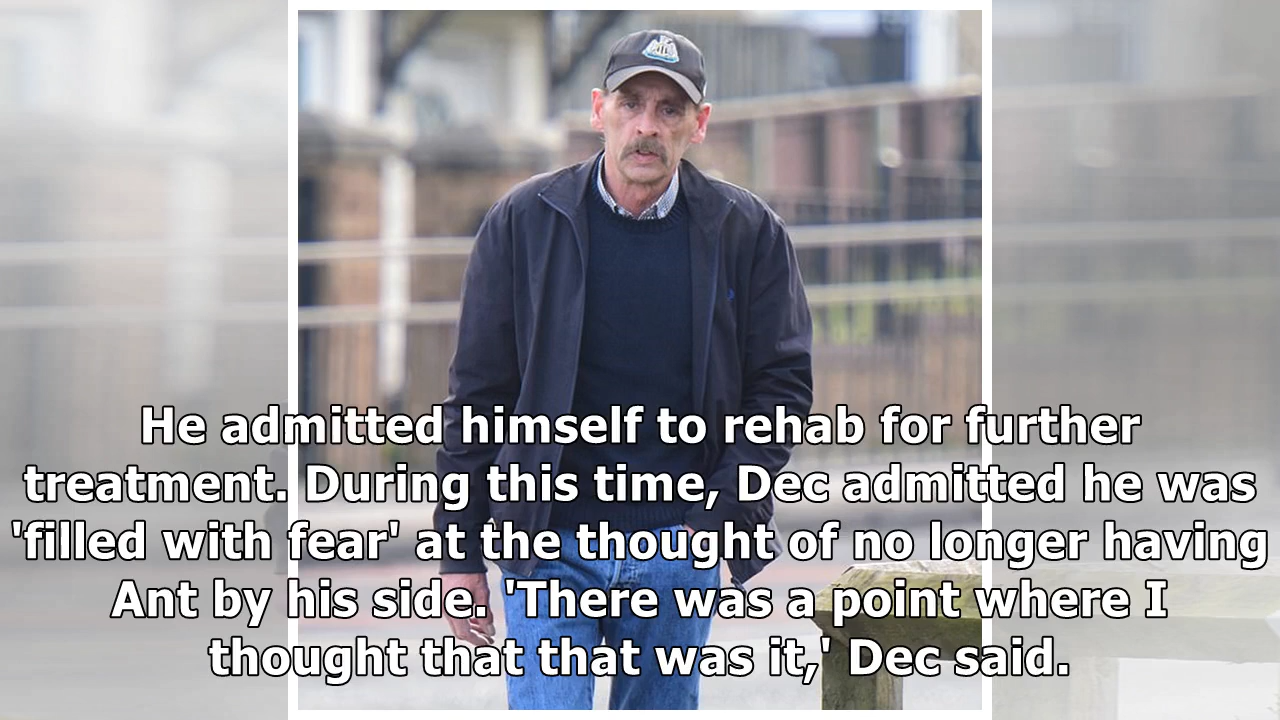 He admitted himself to rehab for further
treatment. During this time, Dec admitted he was
'filled with fear' at the thought of no longer having
Ant by his side. 'There was a point where I
thought that that was it,' Dec said.